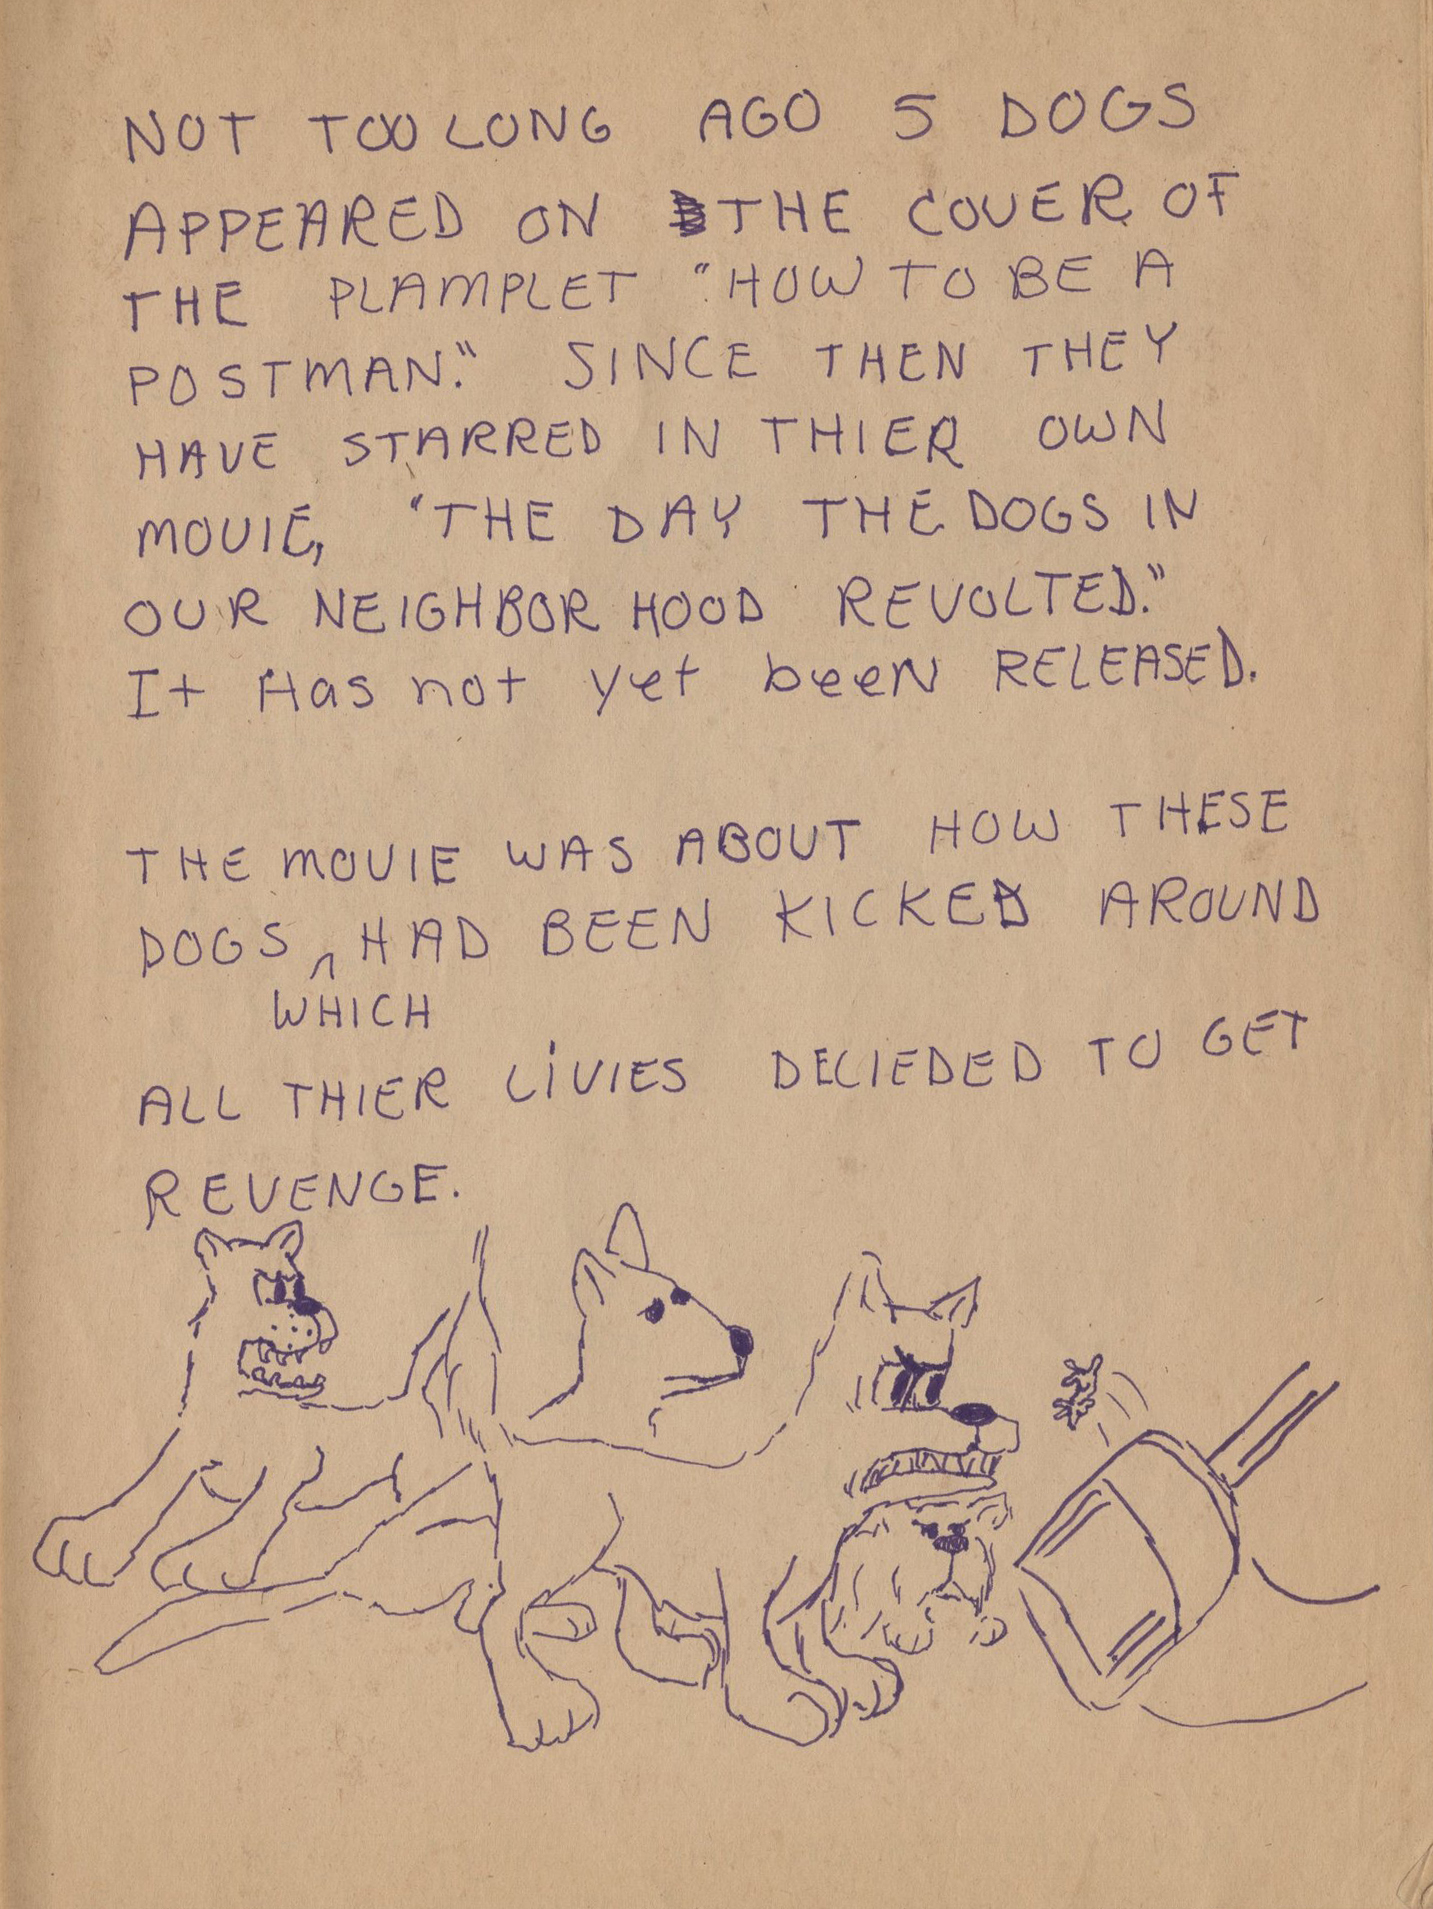 NOT TOO LONG AGO 5 DOGS
APPEARED ON THE COVER OF
THE PLAMPLET "HOW TO BE A
POSTMAN." SINCE THEN THEY
HAVE STARRED IN THIER OWN
MOVIE, "THE DAY THE DOGS IN
OUR NEIGHBOR HOOD REVOLTED."
It Has not yet beeN RELEASED.
THE MOVIE WAS ABOUT HOW THESE
DOGS ^ HAD BEEN KICKED AROUND
WHICH
ALL THIER LiVIES DECIEDED TO GET
REVENGE.